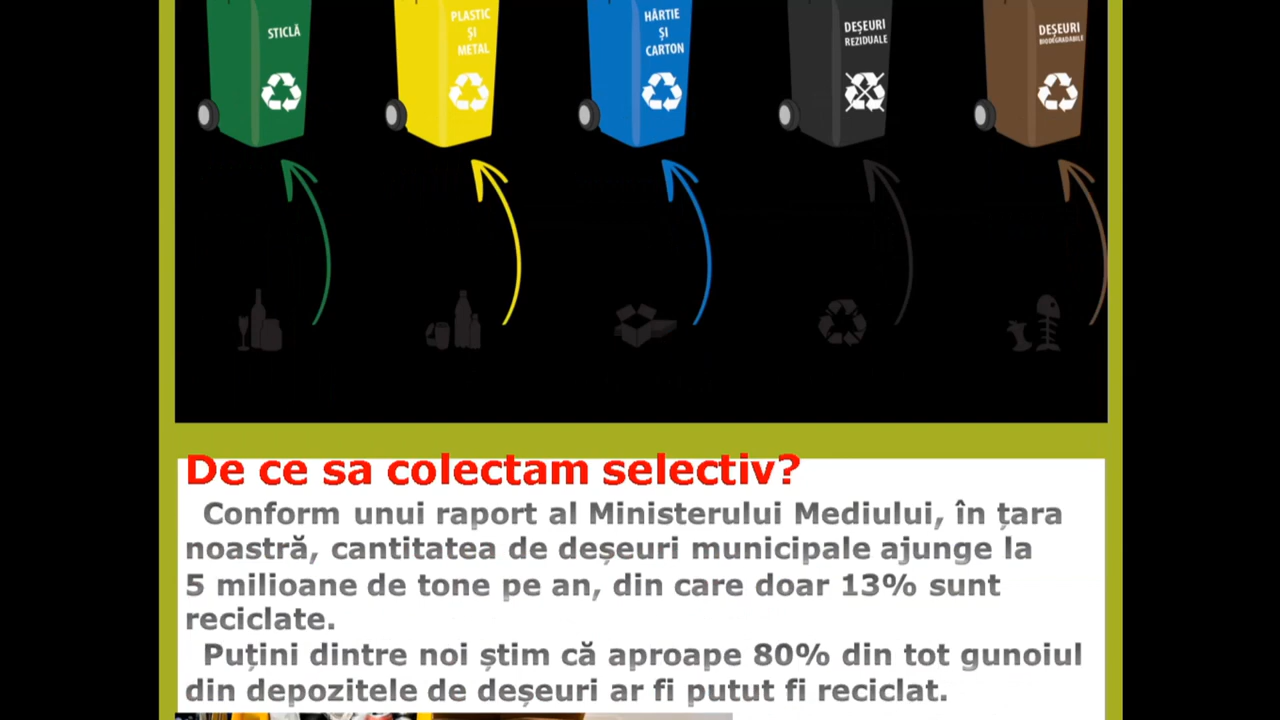 STICLĂ
PLASTIC
ȘI
METAL
HÂRTIE
ȘI
CARTON
DEȘEURI
REZIDUALE
DEȘEURI
BIODEGRADABILE
De ce sa colectam selectiv?
Conform unui raport al Ministerului Mediului, în țara
noastră, cantitatea de deșeuri municipale ajunge la
5 milioane de tone pe an, din care doar 13% sunt
reciclate.
Puțini dintre noi știm că aproape 80% din tot gunoiul
din depozitele de deșeuri ar fi putut fi reciclat.